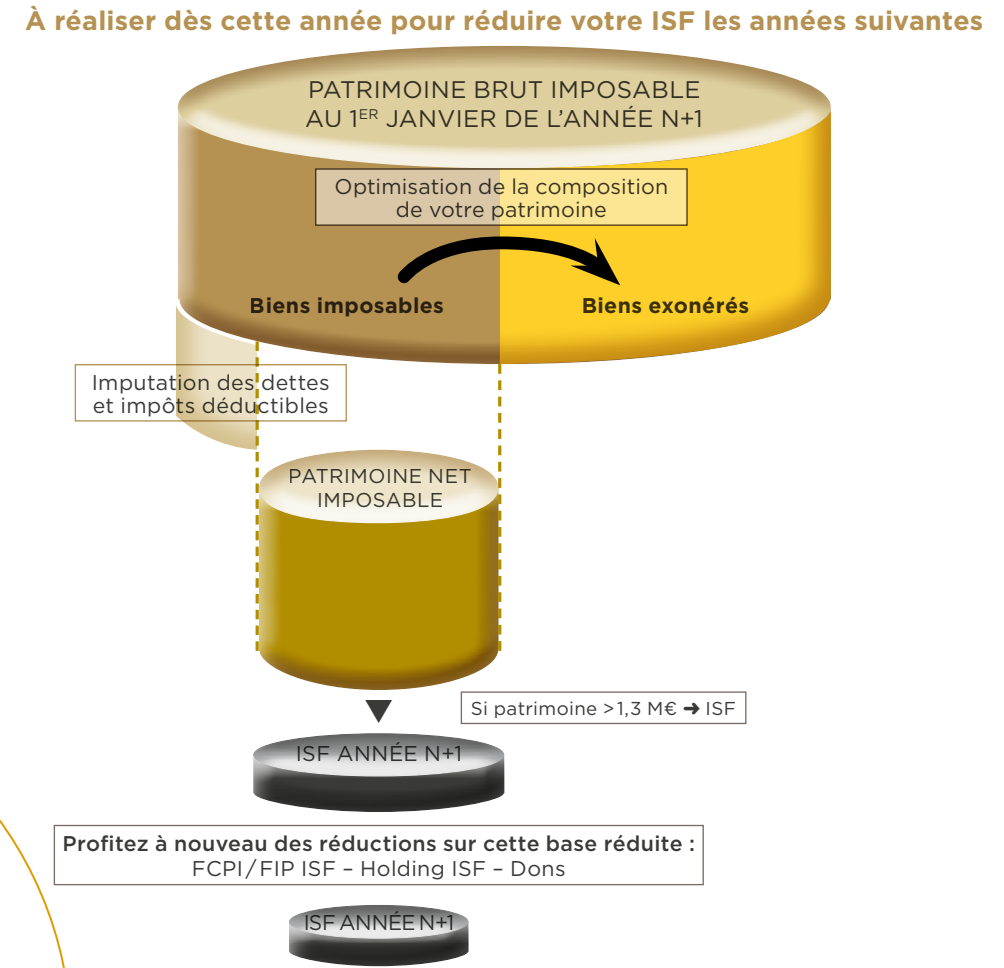 À réaliser dès cette année pour réduire votre ISF les années suivantes
PATRIMOINE BRUT IMPOSABLE
AU 1ER JANVIER DE L'ANNÉE N+1
Optimisation de la composition
de votre patrimoine
Biens imposables
Biens exonérés
Imputation des dettes
et impôts déductibles
PATRIMOINE NET
IMPOSABLE
Si patrimoine >1,3 M€ ➜ ISF
ISF ANNÉE N+1
Profitez à nouveau des réductions sur cette base réduite :
FCPI/FIP ISF – Holding ISF – Dons
ISF ANNÉE N+1